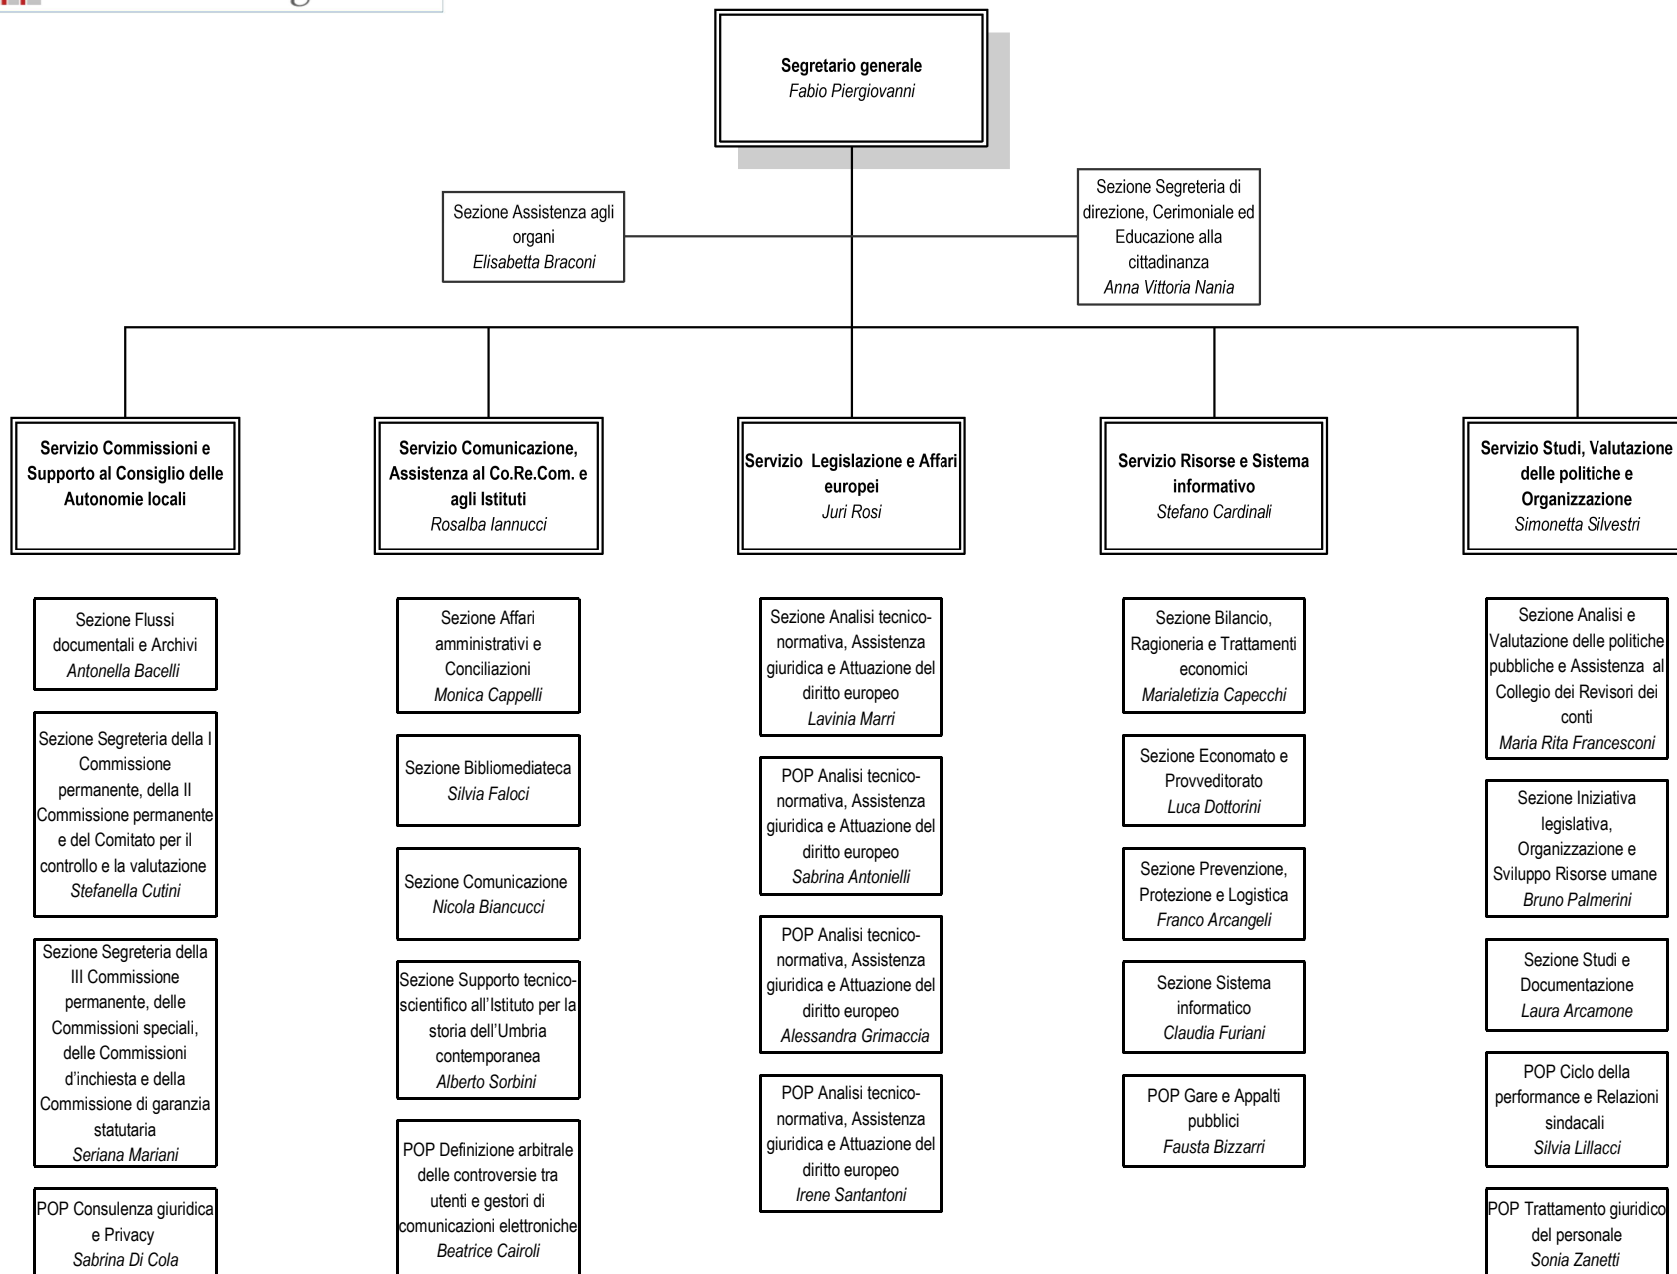 Segretario generale
Fabio Piergiovanni
Sezione Assistenza agli
organi
Elisabetta Braconi
Sezione Segreteria di
direzione, Cerimoniale ed
Educazione alla
cittadinanza
Anna Vittoria Nania
Servizio Commissioni e
Supporto al Consiglio delle
Autonomie locali
Servizio Comunicazione,
Assistenza al Co.Re.Com. e
agli Istituti
Rosalba Iannucci
Servizio Legislazione e Affari
europei
Juri Rosi
Servizio Risorse e Sistema
informativo
Stefano Cardinali
Servizio Studi, Valutazione
delle politiche e
Organizzazione
Simonetta Silvestri
Sezione Flussi
documentali e Archivi
Antonella Bacelli
Sezione Segreteria della I
Commissione
permanente, della II
Commissione permanente
e del Comitato per il
controllo e la valutazione
Stefanella Cutini
Sezione Segreteria della
III Commissione
permanente, delle
Commissioni speciali,
delle Commissioni
d'inchiesta e della
Commissione di garanzia
statutaria
Seriana Mariani
POP Consulenza giuridica
e Privacy
Sabrina Di Cola
Sezione Affari
amministrativi e
Conciliazioni
Monica Cappelli
Sezione Bibliomediateca
Silvia Faloci
Sezione Comunicazione
Nicola Biancucci
Sezione Supporto tecnico-
scientifico all'Istituto per la
storia dell'Umbria
contemporanea
Alberto Sorbini
POP Definizione arbitrale
delle controversie tra
utenti e gestori di
comunicazioni elettroniche
Beatrice Cairoli
Sezione Analisi tecnico-
normativa, Assistenza
giuridica e Attuazione del
diritto europeo
Lavinia Marri
POP Analisi tecnico-
normativa, Assistenza
giuridica e Attuazione del
diritto europeo
Sabrina Antonielli
POP Analisi tecnico-
normativa, Assistenza
giuridica e Attuazione del
diritto europeo
Alessandra Grimaccia
POP Analisi tecnico-
normativa, Assistenza
giuridica e Attuazione del
diritto europeo
Irene Santantoni
Sezione Bilancio,
Ragioneria e Trattamenti
economici
Marialetizia Capecchi
Sezione Economato e
Provveditorato
Luca Dottorini
Sezione Prevenzione,
Protezione e Logistica
Franco Arcangeli
Sezione Sistema
informatico
Claudia Furiani
POP Gare e Appalti
pubblici
Fausta Bizzarri
Sezione Analisi e
Valutazione delle politiche
pubbliche e Assistenza al
Collegio dei Revisori dei
conti
Maria Rita Francesconi
Sezione Iniziativa
legislativa,
Organizzazione e
Sviluppo Risorse umane
Bruno Palmerini
Sezione Studi e
Documentazione
Laura Arcamone
POP Ciclo della
performance e Relazioni
sindacali
Silvia Lillacci
POP Trattamento giuridico
del personale
Sonia Zanetti